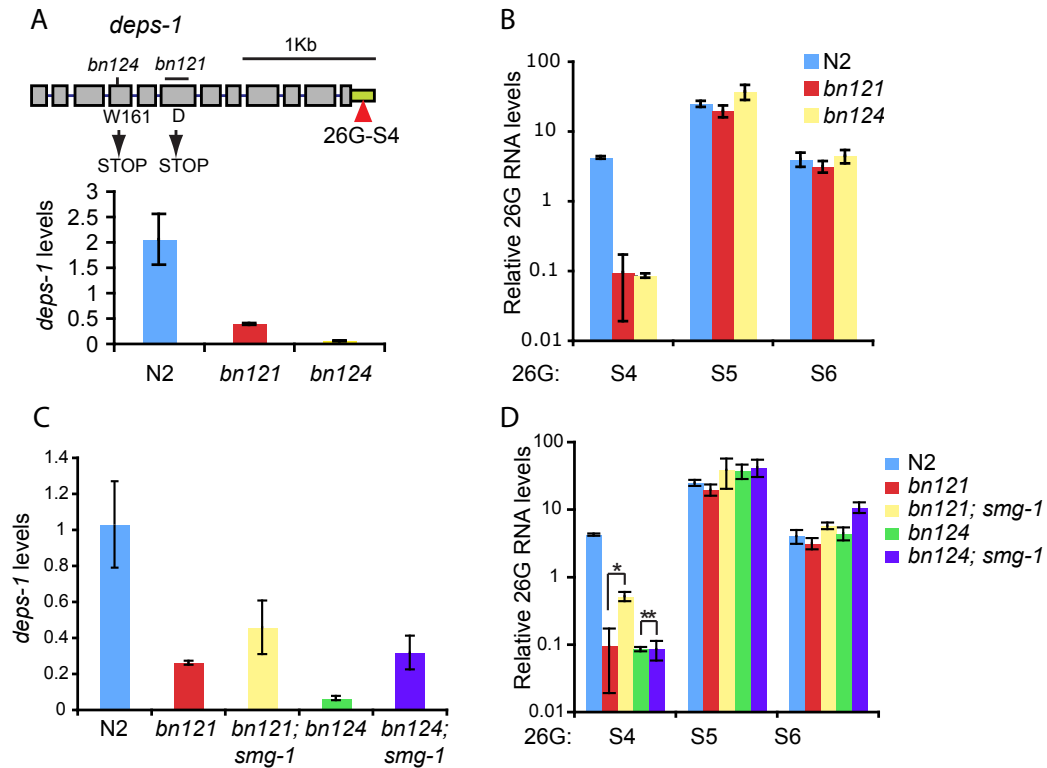 A
deps-1
1Kb
bn124
bn121
W161
D
26G-S4
STOP
STOP
deps-1 levels
3
2.5
2
1.5
1
0.5
0
N2
bn121
bn124
B
Relative 26G RNA levels
100
10
1
0.1
0.01
N2
bn121
bn124
26G:
S4
S5
S6
C
deps-1 levels
1.4
1.2
1
0.8
0.6
0.4
0.2
0
N2
bn121
bn121; smg-1
bn124
bn124; smg-1
D
Relative 26G RNA levels
100
10
1
0.1
0.01
*
**
N2
bn121
bn121; smg-1
bn124
bn124; smg-1
26G:
S4
S5
S6